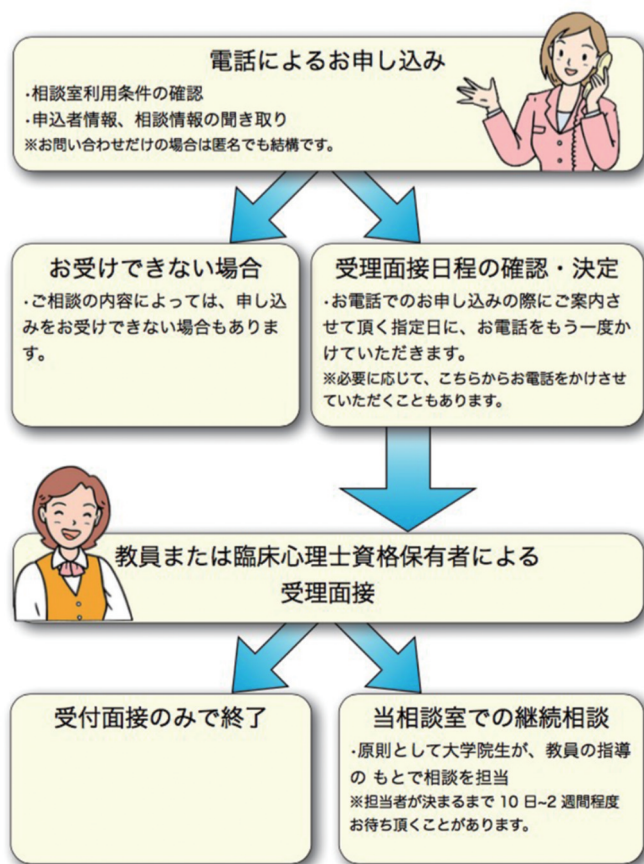 電話によるお申し込み
・相談室利用条件の確認
・申込者情報、相談情報の聞き取り
※お問い合わせだけの場合は匿名でも結構です。
お受けできない場合
・ご相談の内容によっては、申し込
みをお受けできない場合もありま
す。
受理面接日程の確認・決定
・お電話でのお申し込みの際にご案内さ
せて頂く指定日に、お電話をもう一度か
けていただきます。
※必要に応じて、こちらからお電話をかけさせ
ていただくこともあります。
教員または臨床心理士資格保有者による
受理面接
受付面接のみで終了
当相談室での継続相談
・原則として大学院生が、教員の指導
の もとで相談を担当
※担当者が決まるまで 10 日~2 週間程度
お待ち頂くことがあります。